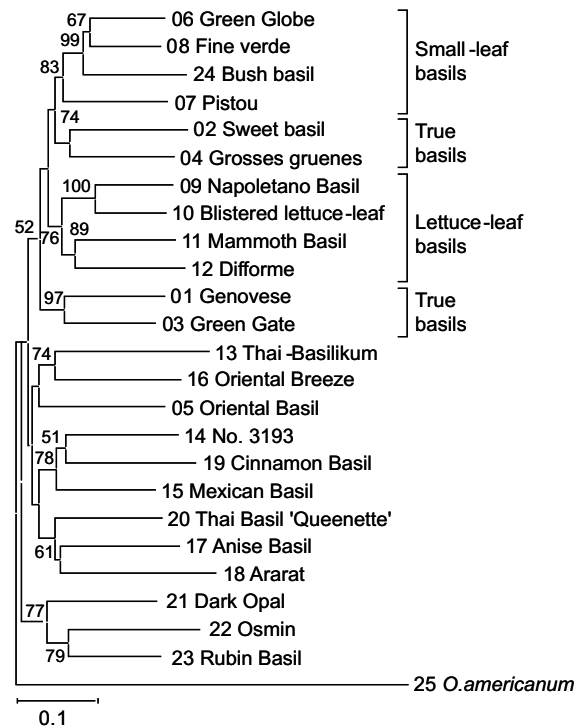 67
06 Green Globe
99
08 Fine verde
Small-leaf
basils
83
24 Bush basil
07 Pistou
74
02 Sweet basil
True
basils
04 Grosses gruenes
100
09 Napoletano Basil
10 Blistered lettuce-leaf
Lettuce-leaf
basils
52
76
89
11 Mammoth Basil
12 Difforme
97
01 Genovese
True
basils
03 Green Gate
74
13 Thai-Basilikum
16 Oriental Breeze
05 Oriental Basil
51
14 No. 3193
78
19 Cinnamon Basil
15 Mexican Basil
20 Thai Basil 'Queenette'
61
17 Anise Basil
18 Ararat
77
21 Dark Opal
22 Osmin
79
23 Rubin Basil
25 O.americanum
0.1